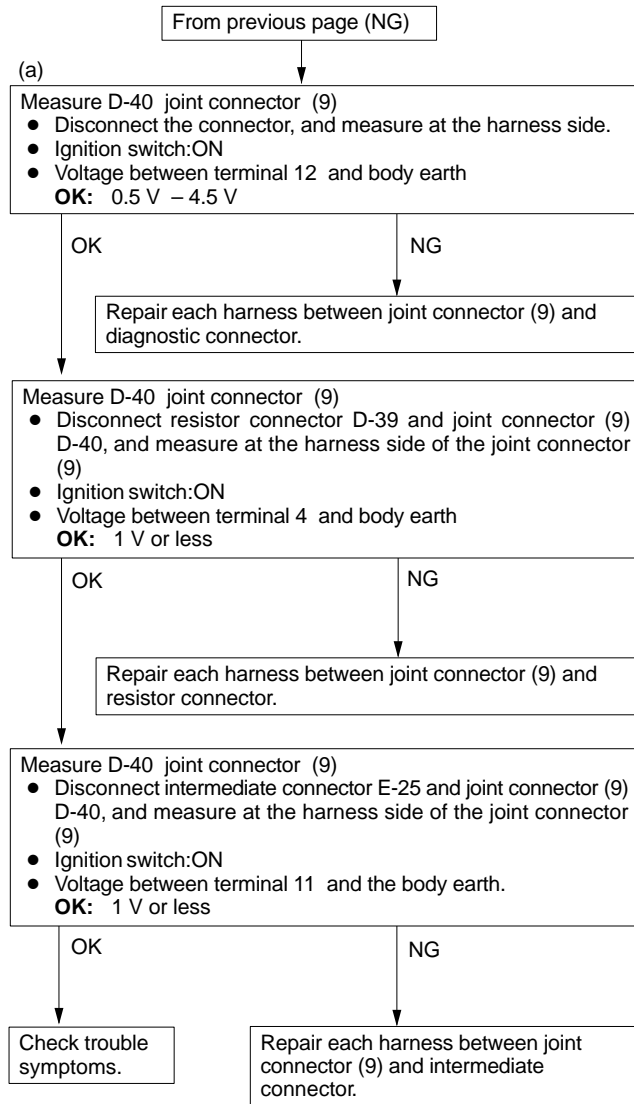 From previous page (NG)
(a)
Measure D-40 joint connector (9)
● Disconnect the connector, and measure at the harness side.
● Ignition switch:ON
● Voltage between terminal 12 and body earth
OK: 0.5 V – 4.5 V
OK
NG
Repair each harness between joint connector (9) and
diagnostic connector.
Measure D-40 joint connector (9)
● Disconnect resistor connector D-39 and joint connector (9)
D-40, and measure at the harness side of the joint connector
(9)
● Ignition switch:ON
● Voltage between terminal 4 and body earth
OK: 1 V or less
OK
NG
Repair each harness between joint connector (9) and
resistor connector.
Measure D-40 joint connector (9)
● Disconnect intermediate connector E-25 and joint connector (9)
D-40, and measure at the harness side of the joint connector
(9)
● Ignition switch:ON
● Voltage between terminal 11 and the body earth.
OK: 1 V or less
OK
NG
Check trouble
symptoms.
Repair each harness between joint
connector (9) and intermediate
connector.